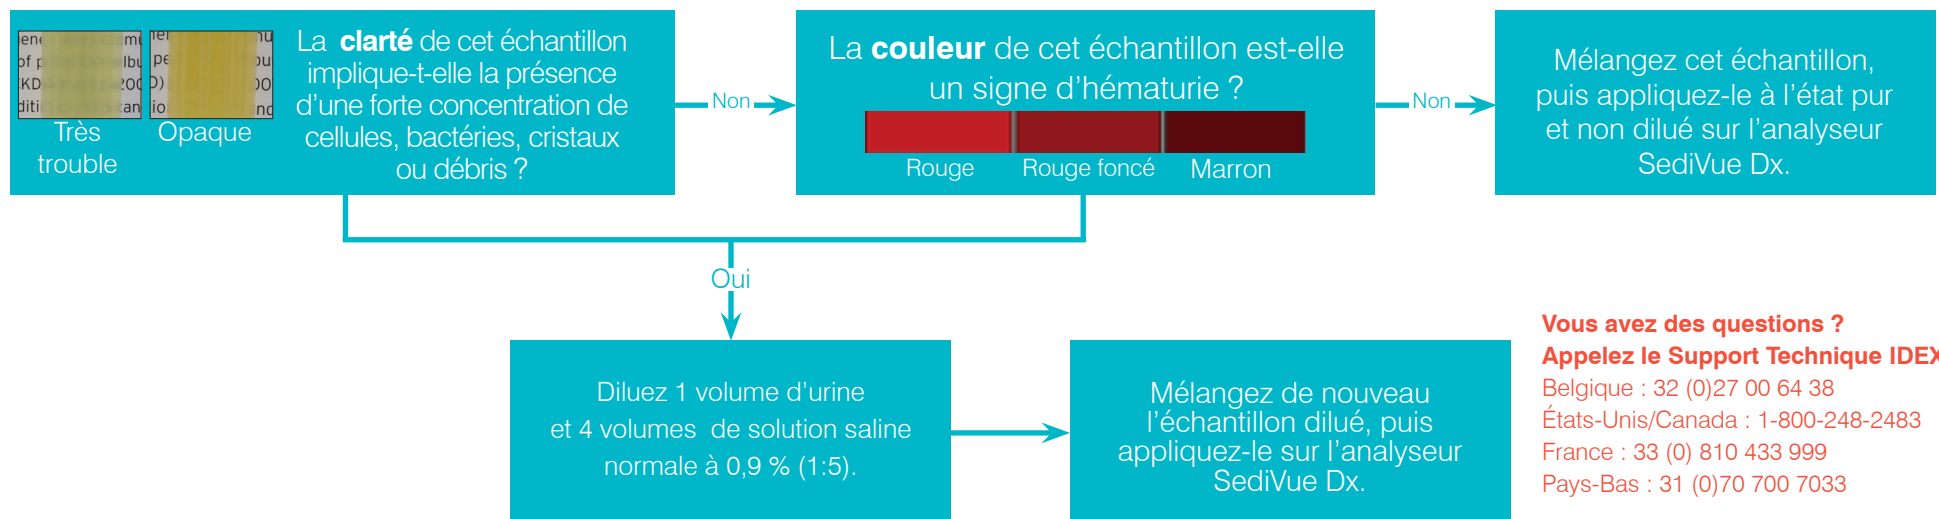 La clarté de cet échantillon
implique-t-elle la présence
d’une forte concentration de
cellules, bactéries, cristaux
ou débris ?
Très
trouble
Opaque
Non
La couleur de cet échantillon est-elle
un signe d’hématurie ?
Rouge
Rouge foncé
Marron
Non
Mélangez cet échantillon,
puis appliquez-le à l’état pur
et non dilué sur l’analyseur
SediVue Dx.
Oui
Diluez 1 volume d’urine
et 4 volumes de solution saline
normale à 0,9 % (1:5).
Mélangez de nouveau
l’échantillon dilué, puis
appliquez-le sur l’analyseur
SediVue Dx.
Vous avez des questions ?
Appelez le Support Technique IDEX
Belgique : 32 (0)27 00 64 38
États-Unis/Canada : 1-800-248-2483
France : 33 (0) 810 433 999
Pays-Bas : 31 (0)70 700 7033